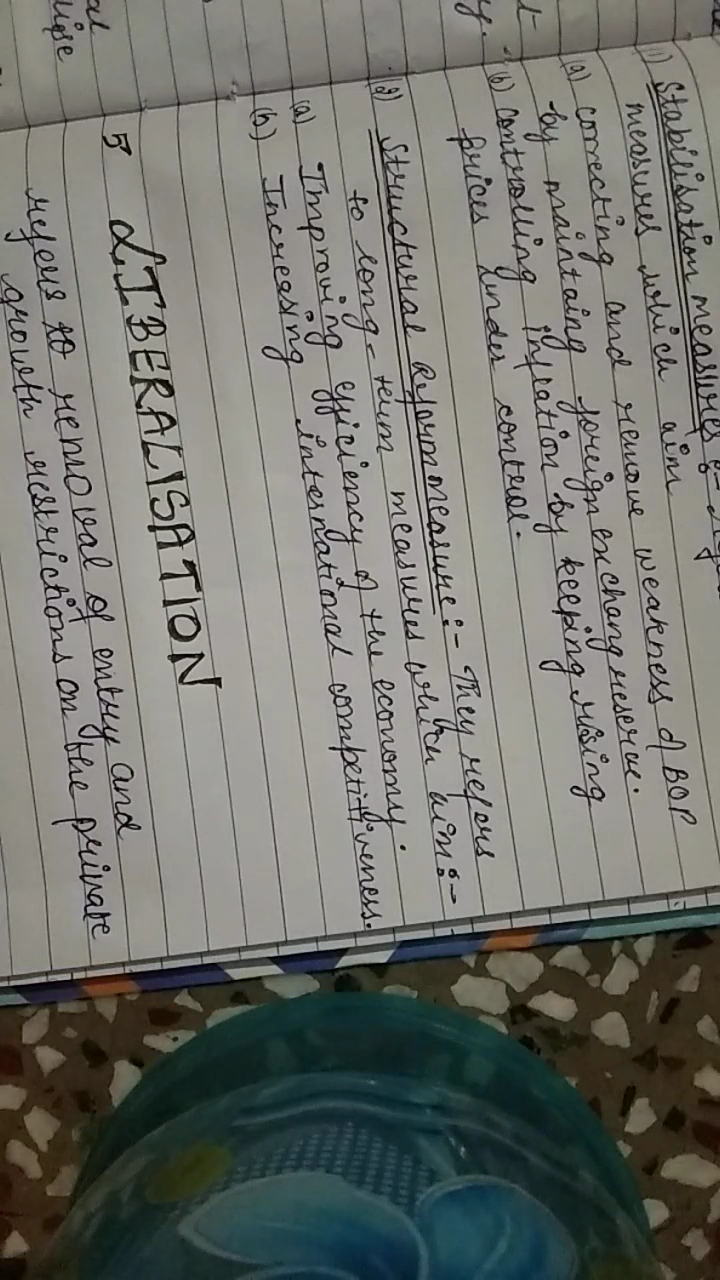 (1) Stabilisation measures :-
measures which aim
(a) correcting and remove weakness of BOP
by maintaing foreign exchang reserve.
(b) controlling inflation by keeping rising
prices under control.
(2) Structural Reform measure :- They refers
to long-term measures which aim :-
(a) Improving efficiency of the economy.
(b) Increasing international competitiveness.
5 LIBERALISATION
refers to removal of entry and
growth restrictions on the private